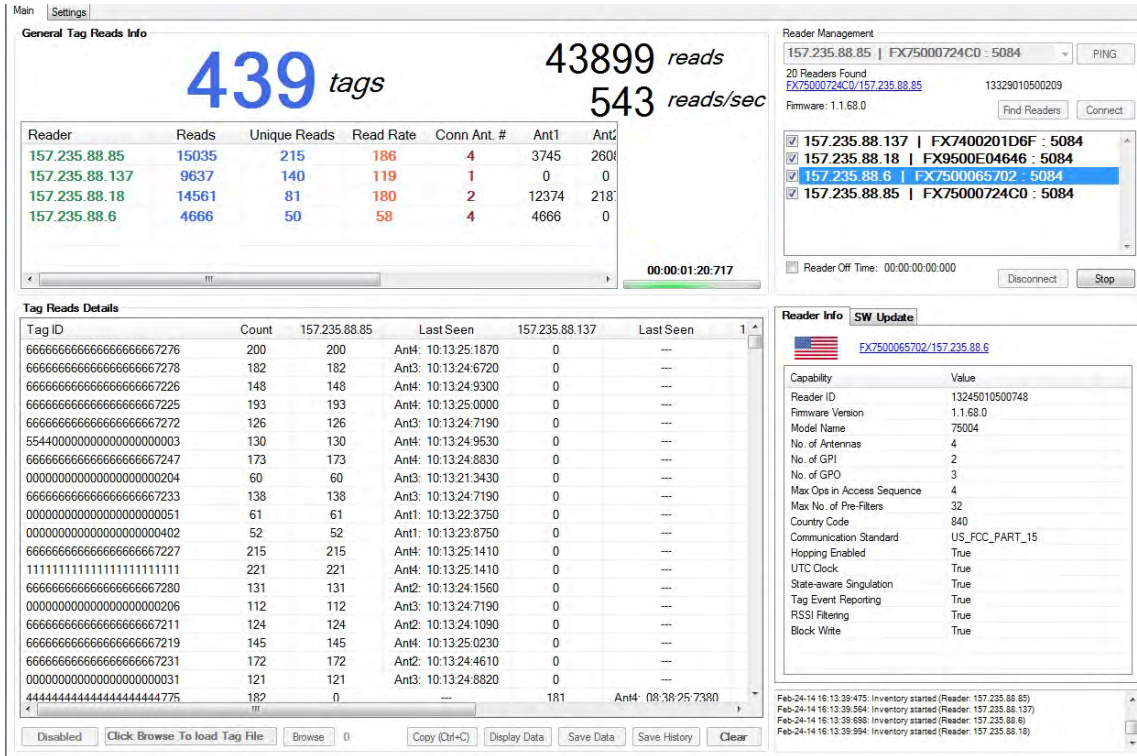 Main Settings
General Tag Reads Info
439 tags
43899 reads
543 reads/sec
Reader Reads Unique Reads Read Rate Conn Ant. # Ant1 Ant2
157.235.88.85 15035 215 186 4 3745 2608
157.235.88.137 9637 140 119 1 0 0
157.235.88.18 14561 81 180 2 12374 2187
157.235.88.6 4666 50 58 4 4666 0
00:00:01:20:717
Reader Management
157.235.88.85 | FX75000724C0 : 5084 PING
20 Readers Found
FX75000724C0/157.235.88.85 13329010500209
Firmware: 1.1.68.0 Find Readers Connect
157.235.88.137 | FX7400201D6F : 5084
157.235.88.18 | FX9500E04646 : 5084
157.235.88.6 | FX7500065702 : 5084
157.235.88.85 | FX75000724C0 : 5084
Reader Off Time: 00:00:00:00:000
Disconnect Stop
Tag Reads Details
Tag ID Count 157.235.88.85 Last Seen 157.235.88.137 Last Seen 1
666666666666666666667276 200 200 Ant4: 10:13:25:1870 0 ---
666666666666666666667278 182 182 Ant3: 10:13:24:6720 0 ---
666666666666666666667226 148 148 Ant4: 10:13:24:9300 0 ---
666666666666666666667225 193 193 Ant4: 10:13:25:0000 0 ---
666666666666666666667272 126 126 Ant3: 10:13:24:7190 0 ---
554400000000000000000003 130 130 Ant4: 10:13:24:9530 0 ---
666666666666666666667247 173 173 Ant4: 10:13:24:8830 0 ---
000000000000000000000204 60 60 Ant3: 10:13:21:3430 0 ---
666666666666666666667233 138 138 Ant3: 10:13:24:7190 0 ---
000000000000000000000051 61 61 Ant1: 10:13:22:3750 0 ---
000000000000000000000402 52 52 Ant1: 10:13:23:8750 0 ---
666666666666666666667227 215 215 Ant4: 10:13:25:1410 0 ---
111111111111111111111111 221 221 Ant4: 10:13:25:1410 0 ---
666666666666666666667280 131 131 Ant2: 10:13:24:1560 0 ---
000000000000000000000206 112 112 Ant3: 10:13:24:7190 0 ---
666666666666666666667211 124 124 Ant2: 10:13:24:1090 0 ---
666666666666666666667219 145 145 Ant4: 10:13:25:0230 0 ---
666666666666666666667231 172 172 Ant2: 10:13:24:4610 0 ---
000000000000000000000031 121 121 Ant3: 10:13:24:8820 0 ---
444444444444444444444775 182 0 --- 181 Ant4: 08:38:25:7380
Disabled Click Browse To load Tag File Browse 0 Copy (Ctrl+C) Display Data Save Data Save History Clear
Reader Info SW Update
FX7500065702/157.235.88.6
Capability Value
Reader ID 13245010500748
Firmware Version 1.1.68.0
Model Name 75004
No. of Antennas 4
No. of GPI 2
No. of GPO 3
Max Ops in Access Sequence 4
Max No. of Pre-Filters 32
Country Code 840
Communication Standard US_FCC_PART_15
Hopping Enabled True
UTC Clock True
State-aware Singulation True
Tag Event Reporting True
RSSI Filtering True
Block Write True
Feb-24-14 16:13:39:475: Inventory started (Reader: 157.235.88.85)
Feb-24-14 16:13:39:564: Inventory started (Reader: 157.235.88.137)
Feb-24-14 16:13:39:698: Inventory started (Reader: 157.235.88.6)
Feb-24-14 16:13:39:994: Inventory started (Reader: 157.235.88.18)